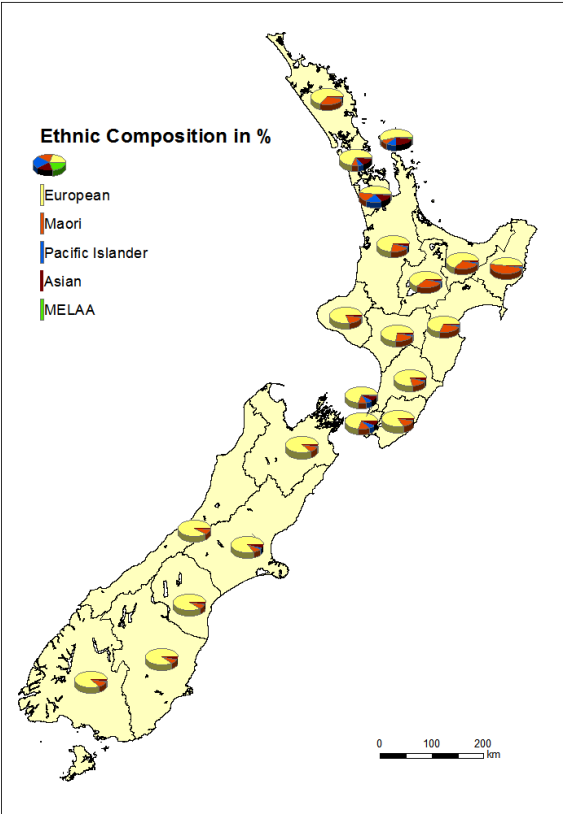 Ethnic Composition in %
European
Maori
Pacific Islander
Asian
MELAA
0 100 200
km